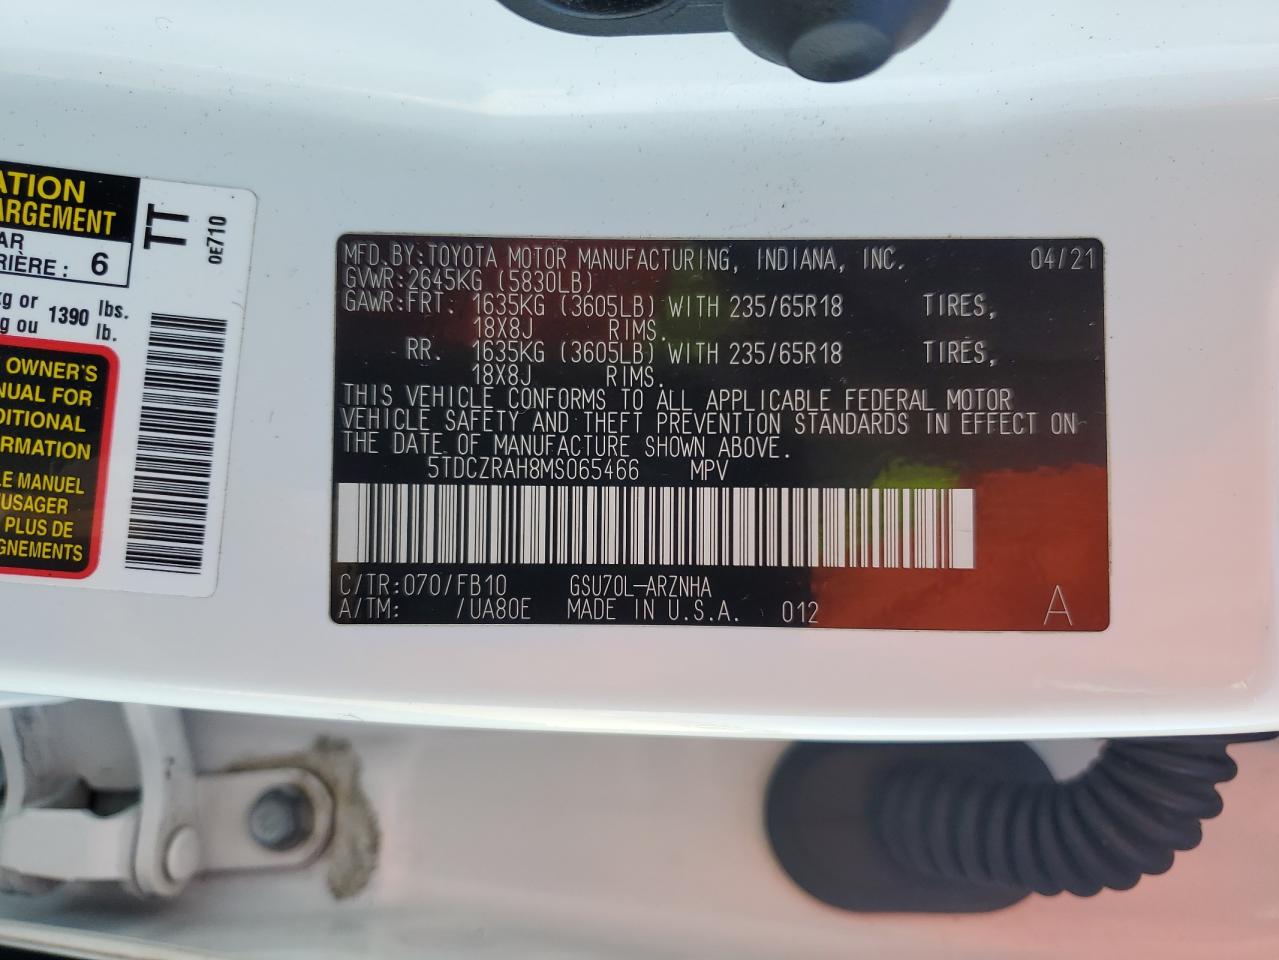 ATION
ARGEMENT
AR
RIÈRE : 6
kg or 1390 lbs.
g ou lb.
OWNER'S
NUAL FOR
DITIONAL
ORMATION
LE MANUEL
'USAGER
PLUS DE
GNEMENTS
TT
0E710
MFD.BY:TOYOTA MOTOR MANUFACTURING, INDIANA, INC. 04/21
GVWR:2645KG (5830LB)
GAWR:FRT. 1635KG (3605LB) WITH 235/65R18 TIRES,
18X8J RIMS.
RR. 1635KG (3605LB) WITH 235/65R18 TIRES,
18X8J RIMS.
THIS VEHICLE CONFORMS TO ALL APPLICABLE FEDERAL MOTOR
VEHICLE SAFETY AND THEFT PREVENTION STANDARDS IN EFFECT ON
THE DATE OF MANUFACTURE SHOWN ABOVE.
5TDCZRAH8MS065466 MPV
C/TR:070/FB10 GSU70L-ARZNHA
A/TM: /UA80E MADE IN U.S.A. 012 A